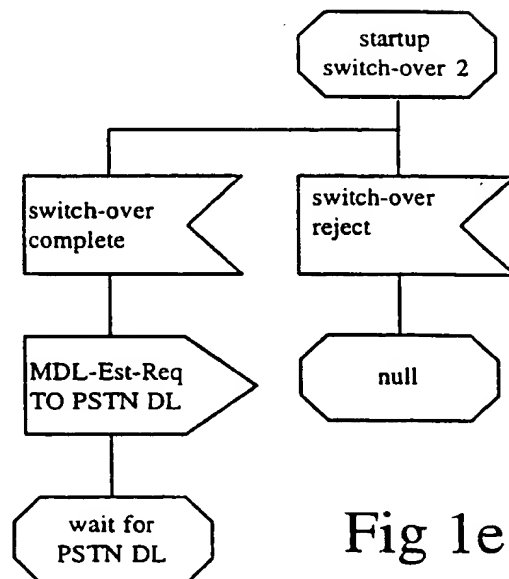 startup
switch-over 2
switch-over
complete
switch-over
reject
MDL-Est-Req
TO PSTN DL
null
wait for
PSTN DL
Fig 1e